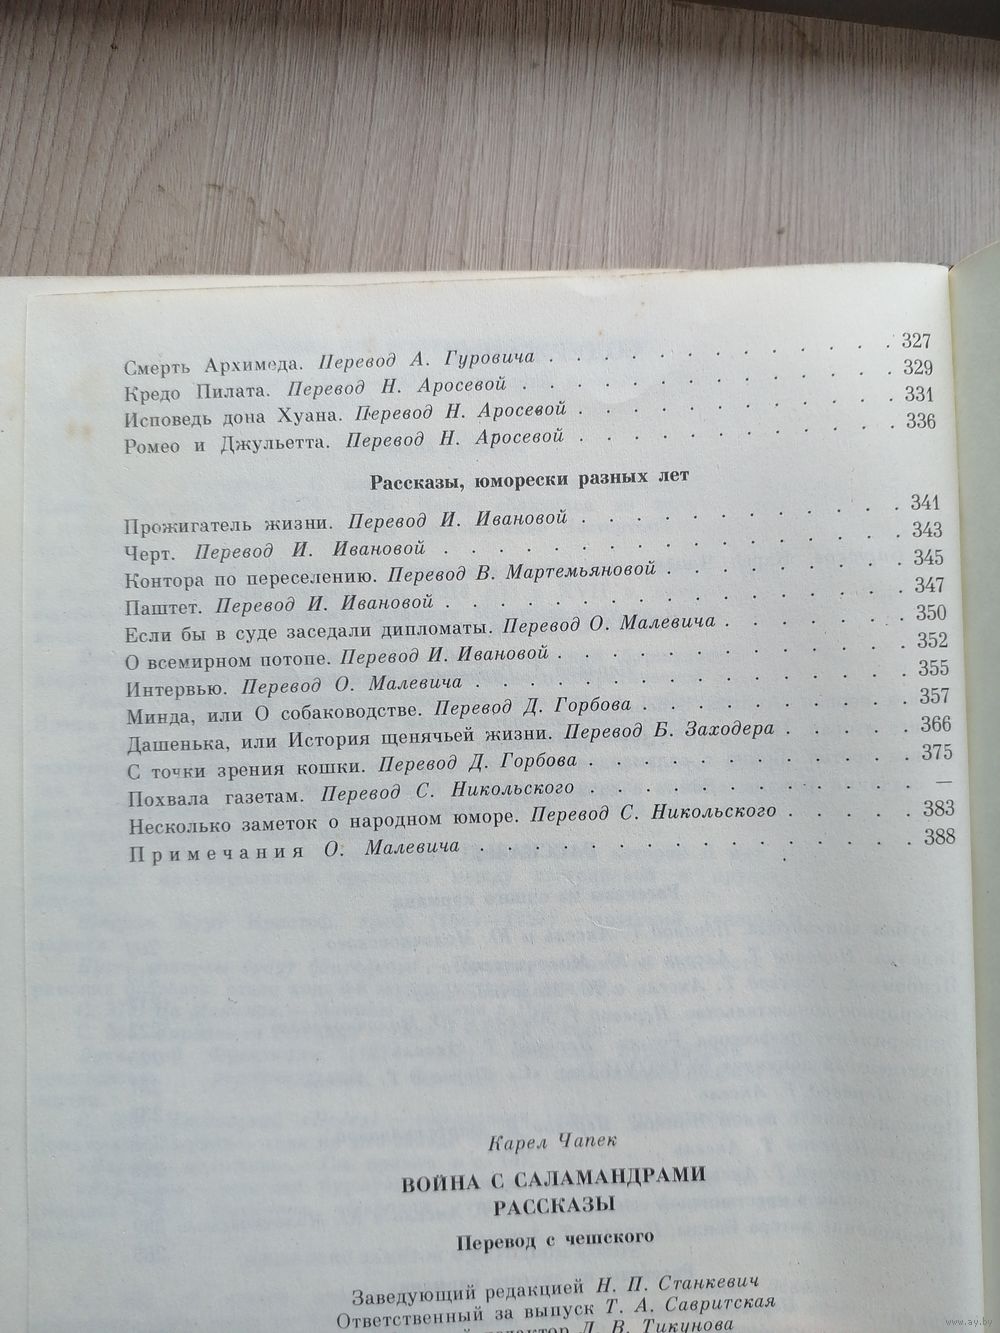 Смерть Архимеда. Перевод А. Гуровича . . . . . . . . . . . . . 327
Кредо Пилата. Перевод Н. Аросевой . . . . . . . . . . . . . . 329
Исповедь дона Хуана. Перевод Н. Аросевой . . . . . . . . . . . . 331
Ромео и Джульетта. Перевод Н. Аросевой . . . . . . . . . . . . 336
Рассказы, юморески разных лет
Прожигатель жизни. Перевод И. Ивановой . . . . . . . . . . . . 341
Черт. Перевод И. Ивановой . . . . . . . . . . . . . . . . . 343
Контора по переселению. Перевод В. Мартемьяновой . . . . . . . . . 345
Паштет. Перевод И. Ивановой . . . . . . . . . . . . . . . . . 347
Если бы в суде заседали дипломаты. Перевод О. Малевича . . . . . . . 350
О всемирном потопе. Перевод И. Ивановой . . . . . . . . . . . . . 352
Интервью. Перевод О. Малевича . . . . . . . . . . . . . . . . 355
Минда, или О собаководстве. Перевод Д. Горбова . . . . . . . . . . 357
Дашенька, или История щенячьей жизни. Перевод Б. Заходера . . . . . 366
С точки зрения кошки. Перевод Д. Горбова . . . . . . . . . . . . 375
Похвала газетам. Перевод С. Никольского . . . . . . . . . . . . —
Несколько заметок о народном юморе. Перевод С. Никольского . . . . . 383
Примечания О. Малевича . . . . . . . . . . . . . . . . 388
Карел Чапек
ВОЙНА С САЛАМАНДРАМИ
РАССКАЗЫ
Перевод с чешского
Заведующий редакцией Н. П. Станкевич
Ответственный за выпуск Т. А. Савритская
редактор Л. В. Тикунова
www.ay.by